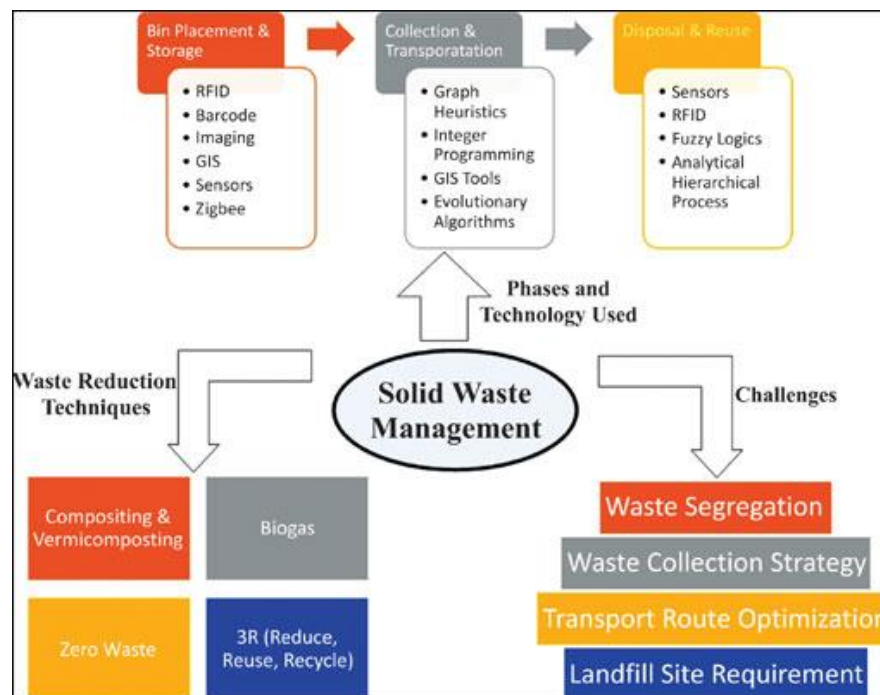 Bin Placement &
Storage
Collection &
Transporatation
Disposal & Reuse
• RFID
• Barcode
• Imaging
• GIS
• Sensors
• Zigbee
• Graph
Heuristics
• Integer
Programming
• GIS Tools
• Evolutionary
Algorithms
• Sensors
• RFID
• Fuzzy Logics
• Analytical
Hierarchical
Process
Phases and
Technology Used
Waste Reduction
Techniques
Solid Waste
Management
Challenges
Compositing &
Vermicomposting
Biogas
Zero Waste
3R (Reduce,
Reuse, Recycle)
Waste Segregation
Waste Collection Strategy
Transport Route Optimization
Landfill Site Requirement